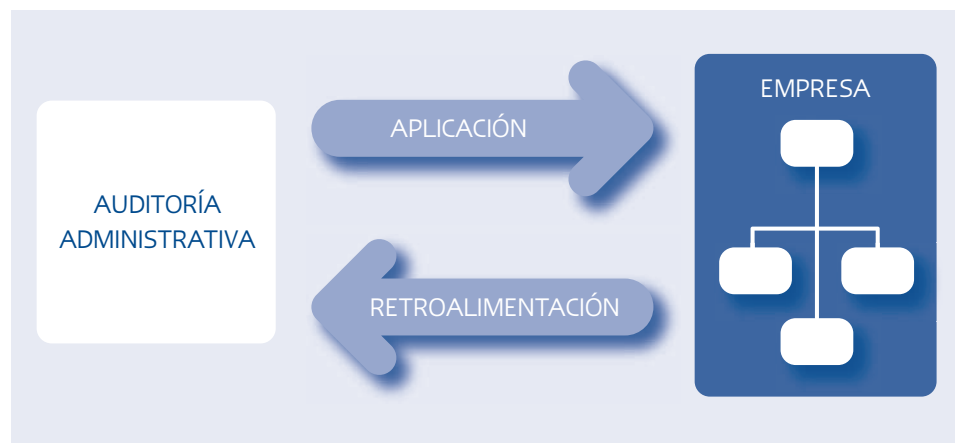 AUDITORÍA
ADMINISTRATIVA
APLICACIÓN
RETROALIMENTACIÓN
EMPRESA